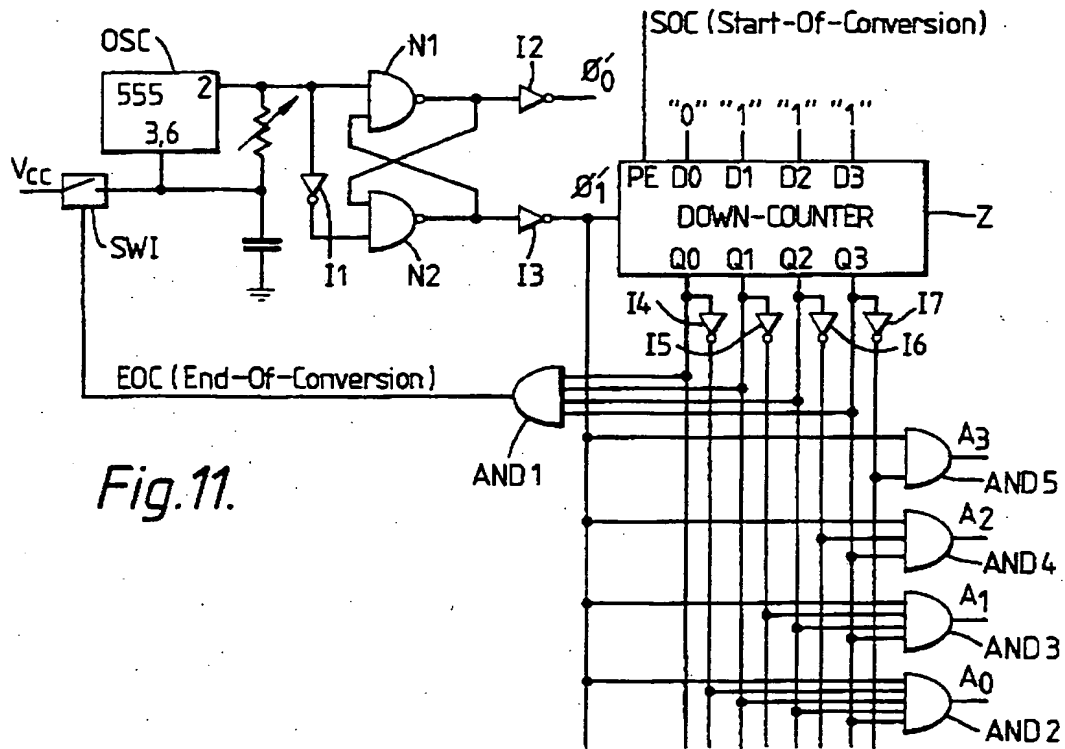 SOC (Start-Of-Conversion)
OSC
N1
I2
Ø'0
555 2
3,6
"0" "1" "1" "1"
VCC
SWI
I1
N2
I3
Ø'1
PE D0 D1 D2 D3
DOWN-COUNTER
Q0 Q1 Q2 Q3
Z
I4
I5
I6
I7
EOC (End-Of-Conversion)
AND1
A3
AND5
A2
AND4
A1
AND3
A0
AND2
Fig.11.